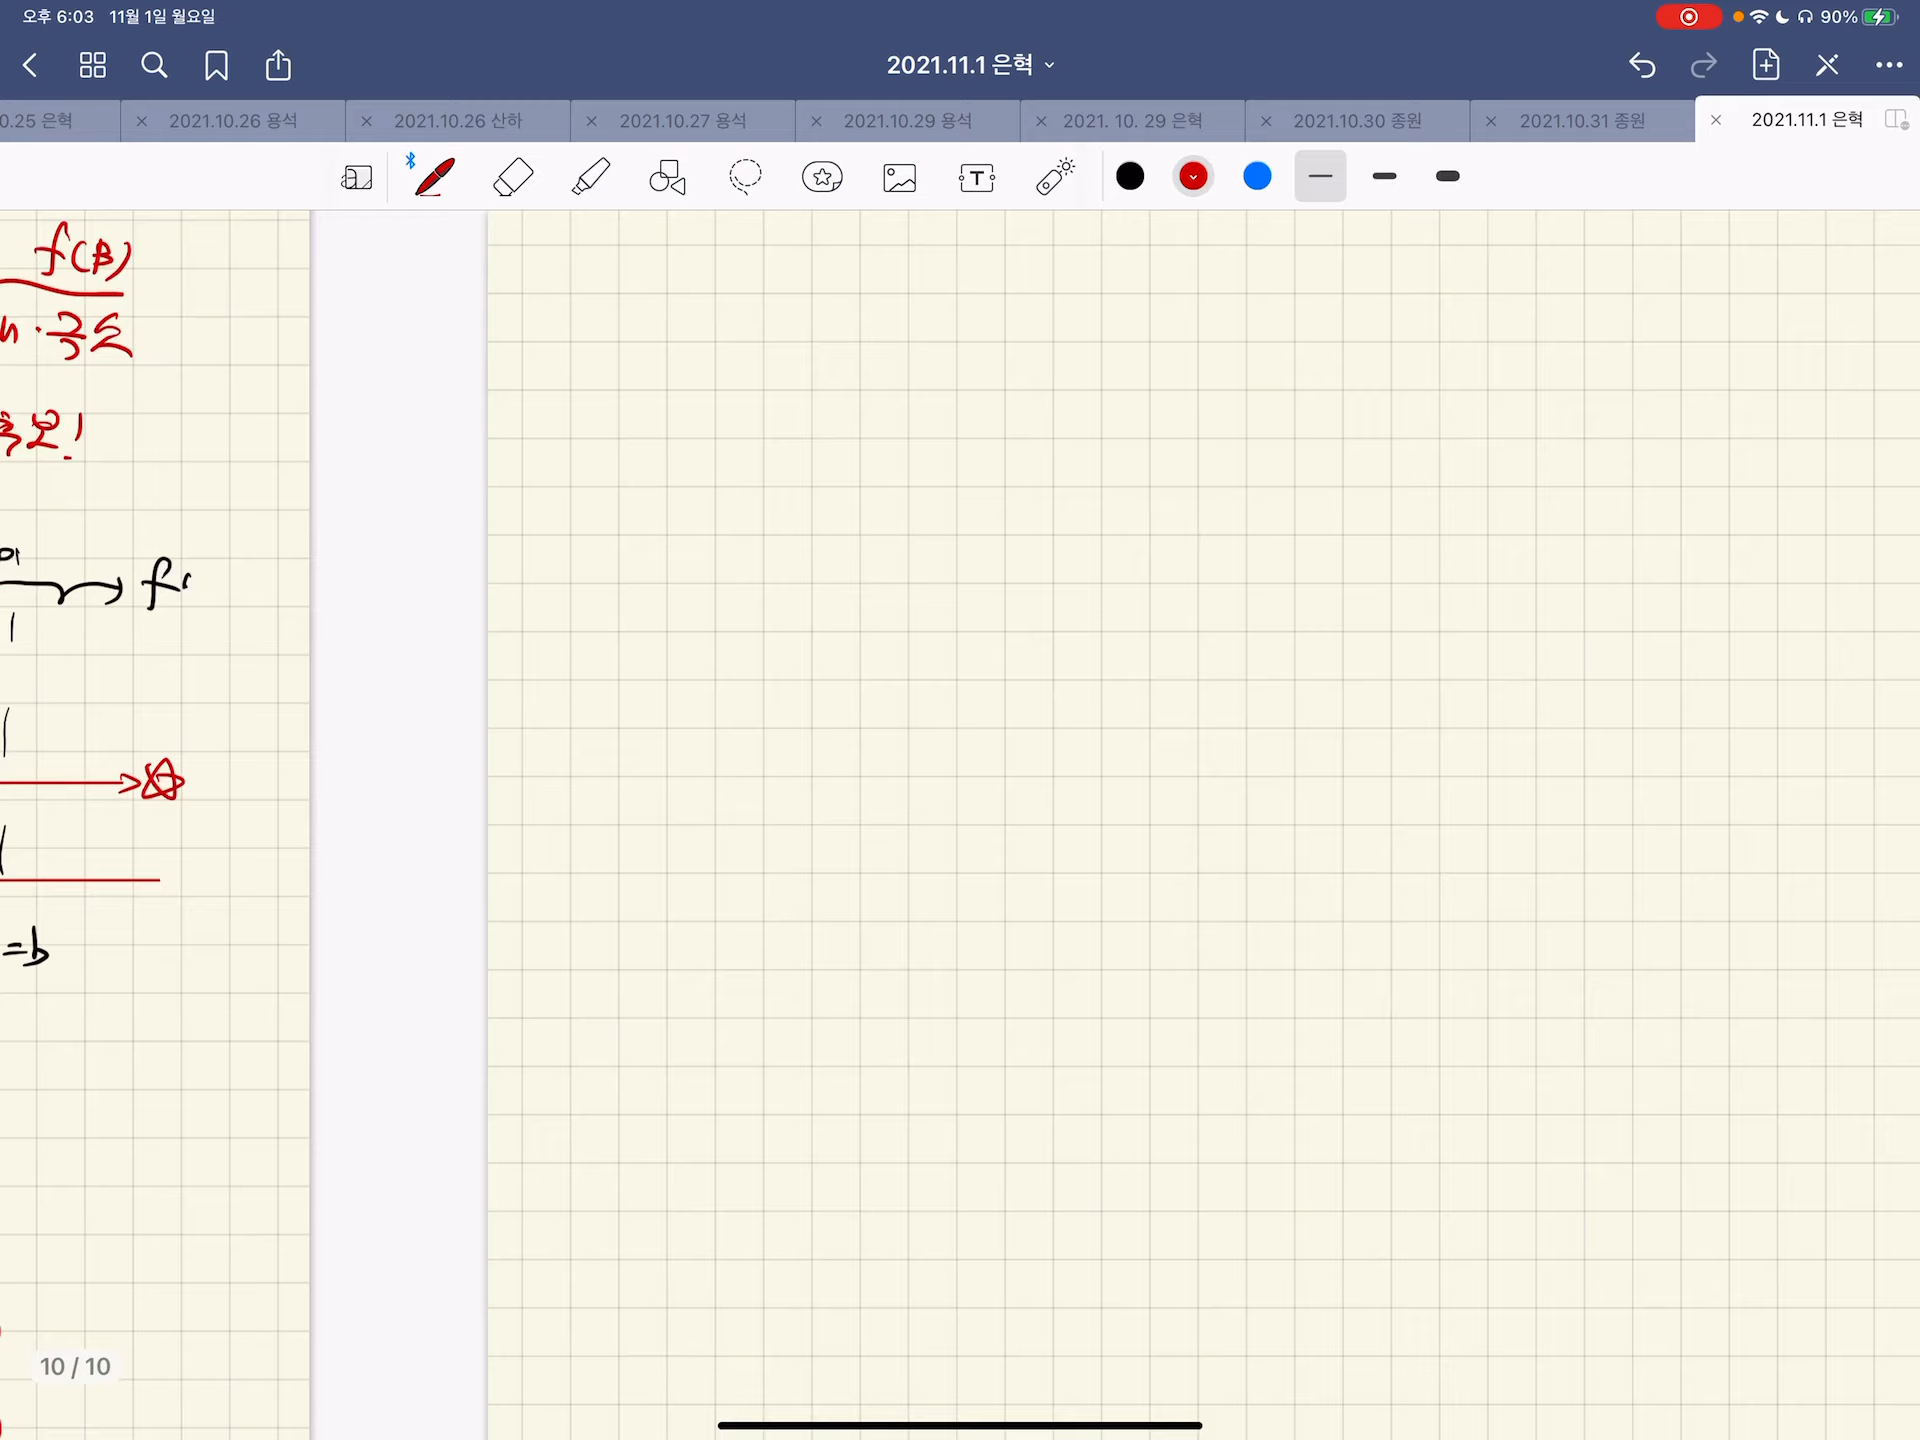 오후 6:03 11월 1일 월요일
90%
2021.11.1 은혁
0.25 은혁
2021.10.26 용석
2021.10.26 산하
2021.10.27 용석
2021.10.29 용석
2021. 10. 29 은혁
2021.10.30 종원
2021.10.31 종원
2021.11.1 은혁
a
T
f(β)
=b
10 / 10